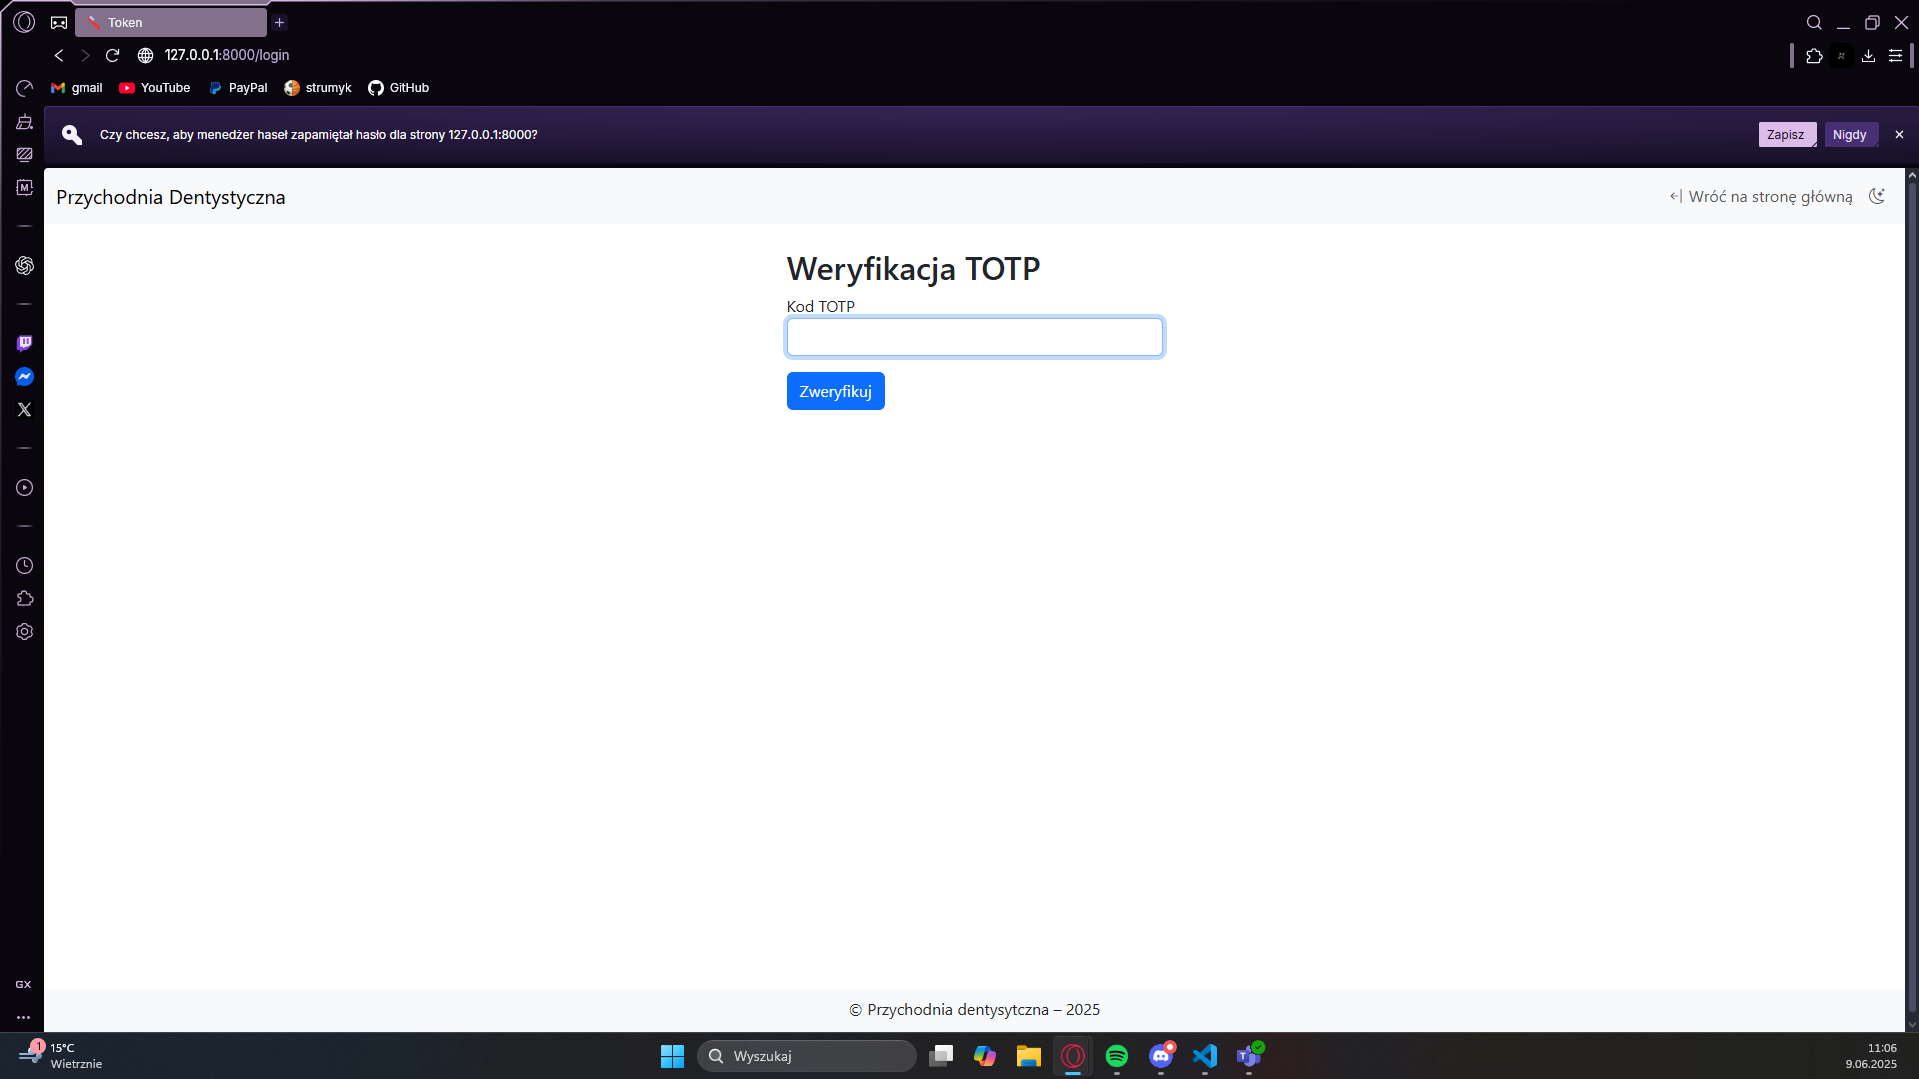 Token
127.0.0.1:8000/login
gmail YouTube PayPal strumyk GitHub
Czy chcesz, aby menedżer haseł zapamiętał hasło dla strony 127.0.0.1:8000? Zapisz Nigdy
Przychodnia Dentystyczna Wróć na stronę główną
Weryfikacja TOTP
Kod TOTP
Zweryfikuj
GX
© Przychodnia dentysytczna – 2025
1 15°C
Wietrznie
Wyszukaj
11:06
9.06.2025